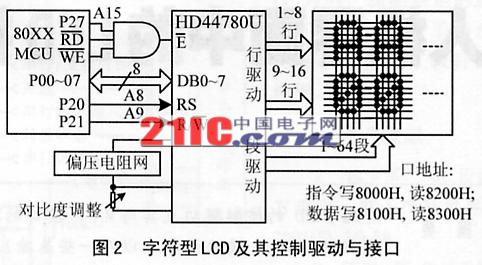 80XX
MCU
P27
RD
WE
P00~07
P20
P21
A15
8
A8
A9
HD44780U
E
DB0~7
RS
R/W
行驱动
段驱动
1~8
行
9~16
行
1~64段
21IC 中国电子网
.COM
偏压电阻网
对比度调整
口地址:
指令写8000H, 读8200H;
数据写8100H, 读8300H
图2 字符型LCD及其控制驱动与接口